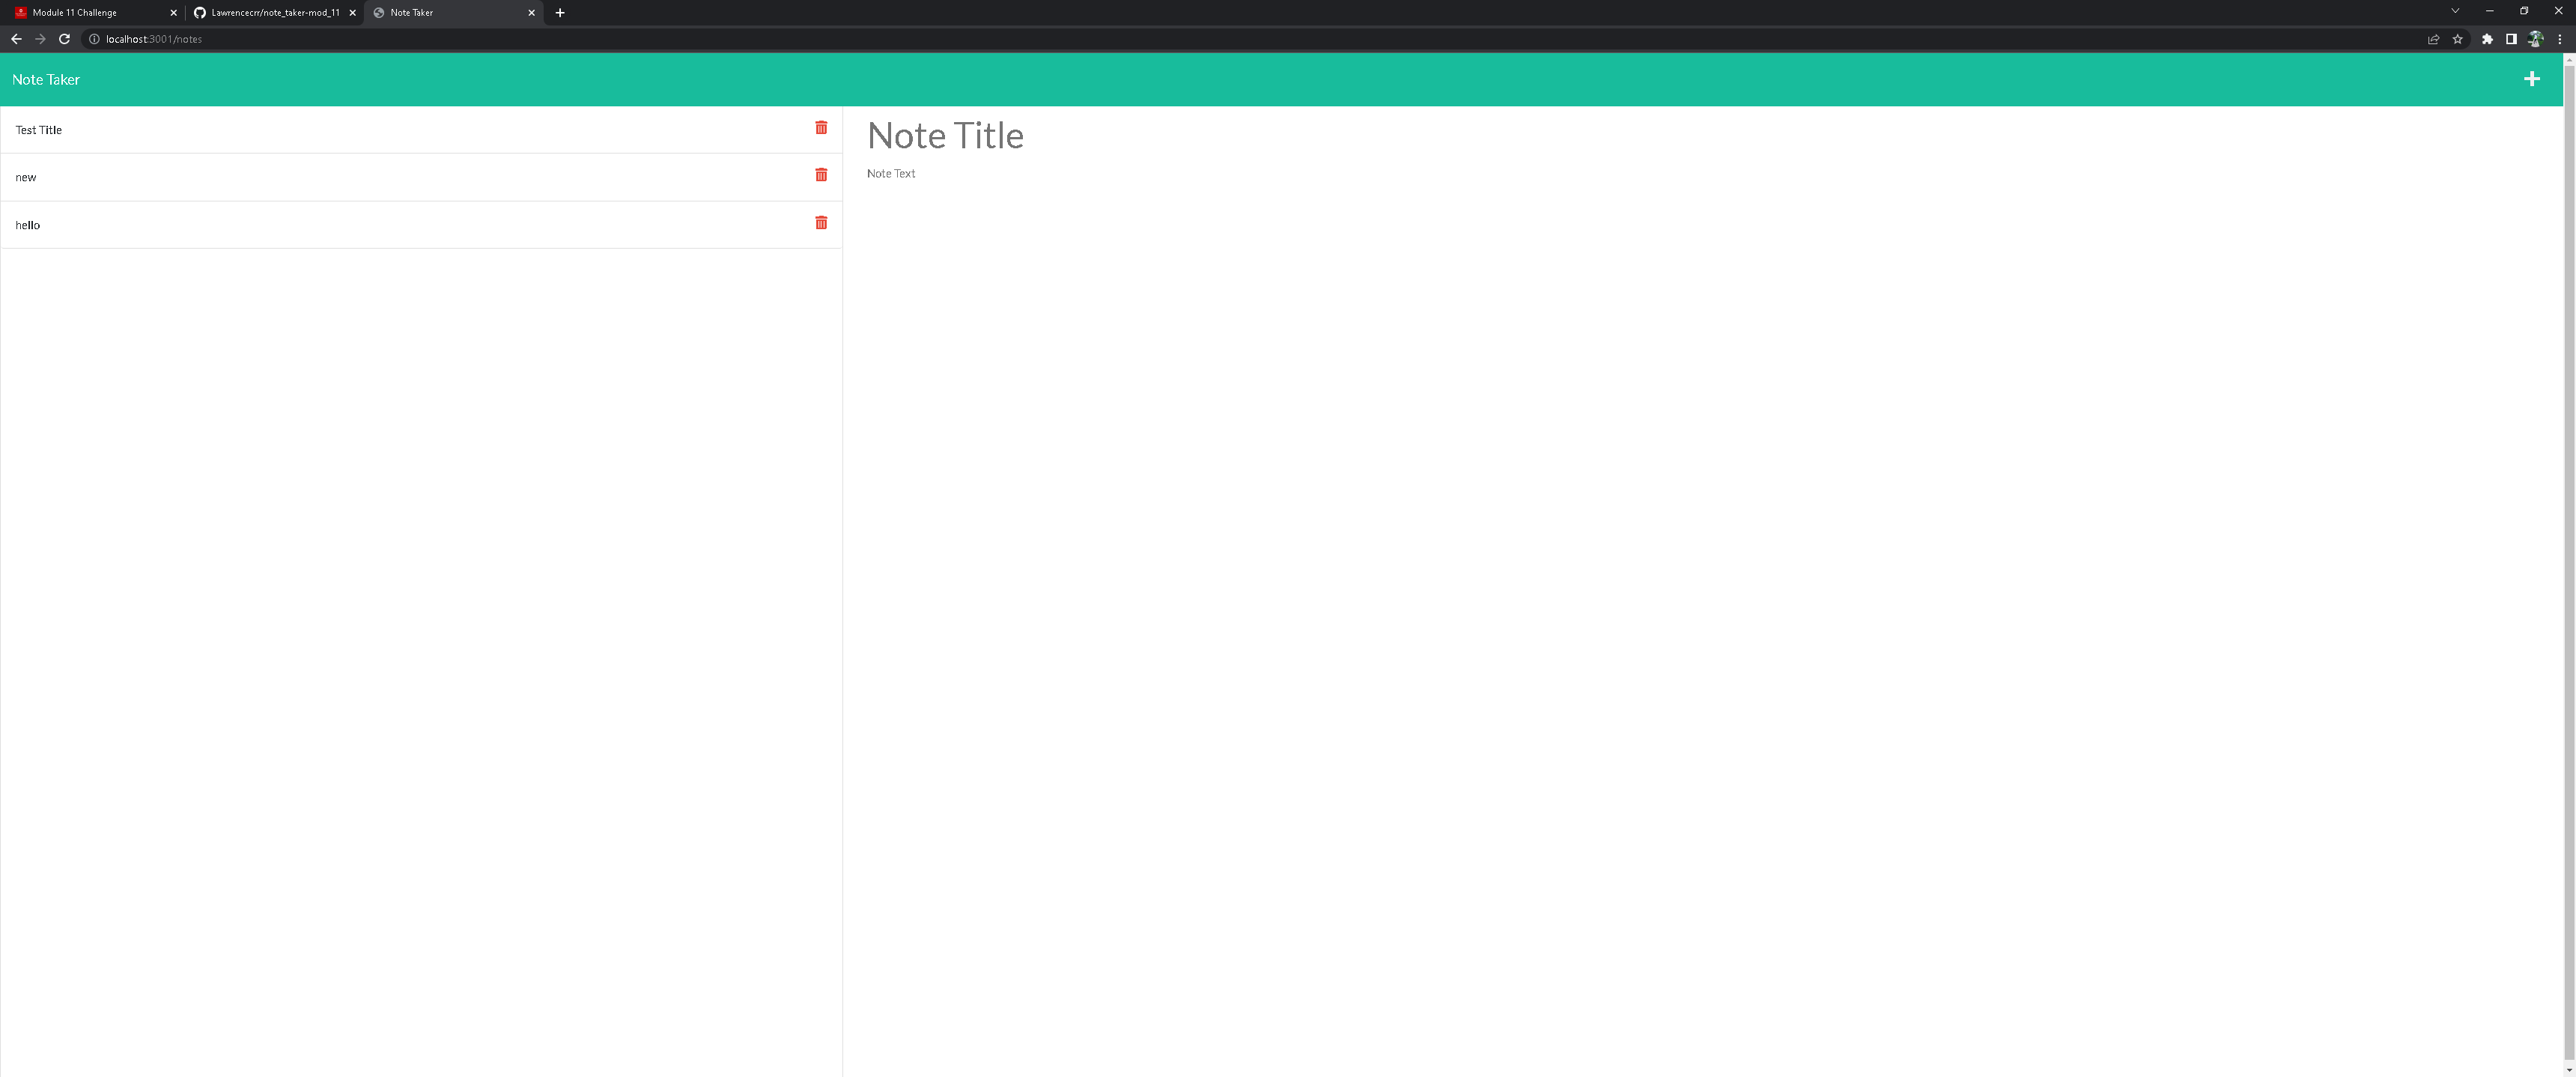 Module 11 Challenge
Lawrencecrr/note_taker-mod_11
Note Taker
localhost:3001/notes
Note Taker
Test Title
new
hello
Note Title
Note Text